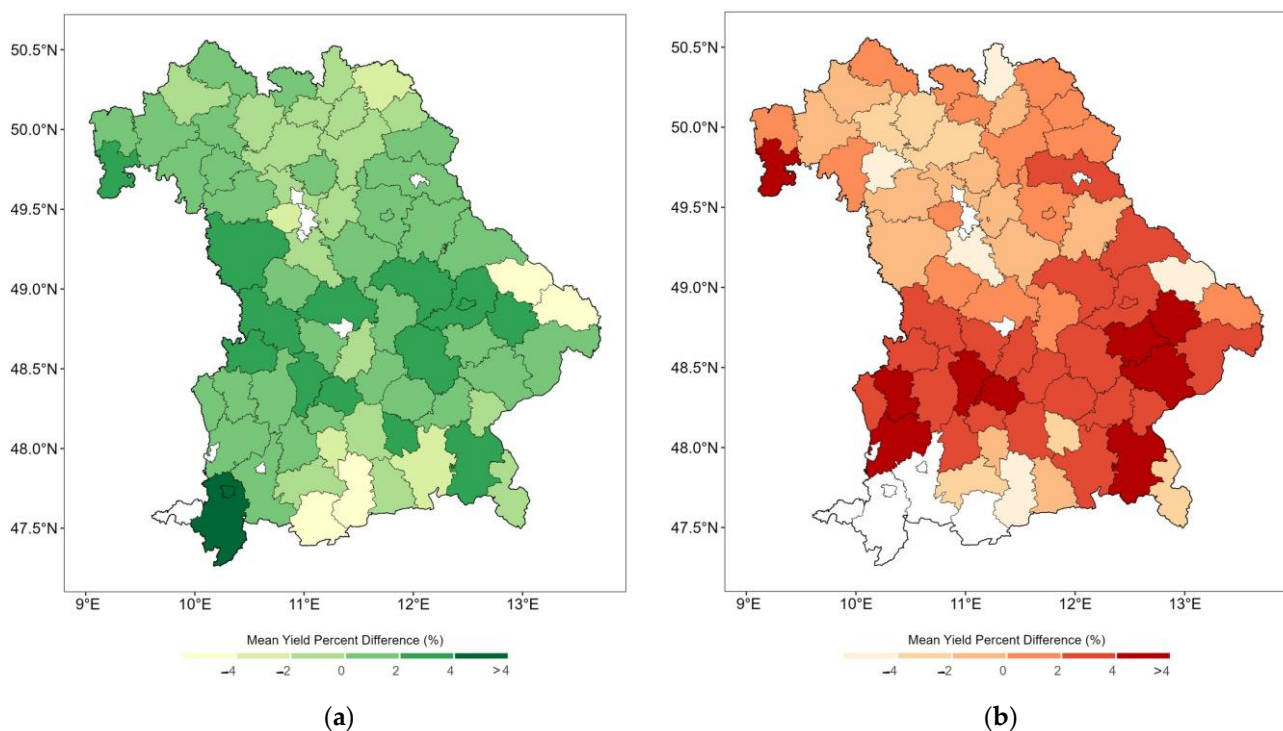 50.5°N
50.0°N
49.5°N
49.0°N
48.5°N
48.0°N
47.5°N
9°E 10°E 11°E 12°E 13°E
Mean Yield Percent Difference (%)
−4 −2 0 2 4 >4
(a)
50.5°N
50.0°N
49.5°N
49.0°N
48.5°N
48.0°N
47.5°N
9°E 10°E 11°E 12°E 13°E
Mean Yield Percent Difference (%)
−4 −2 0 2 4 >4
(b)